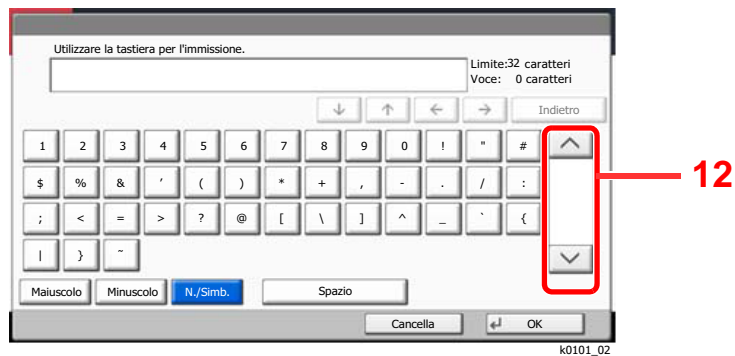 Utilizzare la tastiera per l'immissione.
Limite:32 caratteri
Voce: 0 caratteri
↓ ↑ ← → Indietro
1 2 3 4 5 6 7 8 9 0 ! " #
$ % & ' ( ) * + , - . / :
; < = > ? @ [ \ ] ^ _ ` {
| } ~
12
Maiuscolo Minuscolo N./Simb. Spazio
Cancella OK
k0101_02